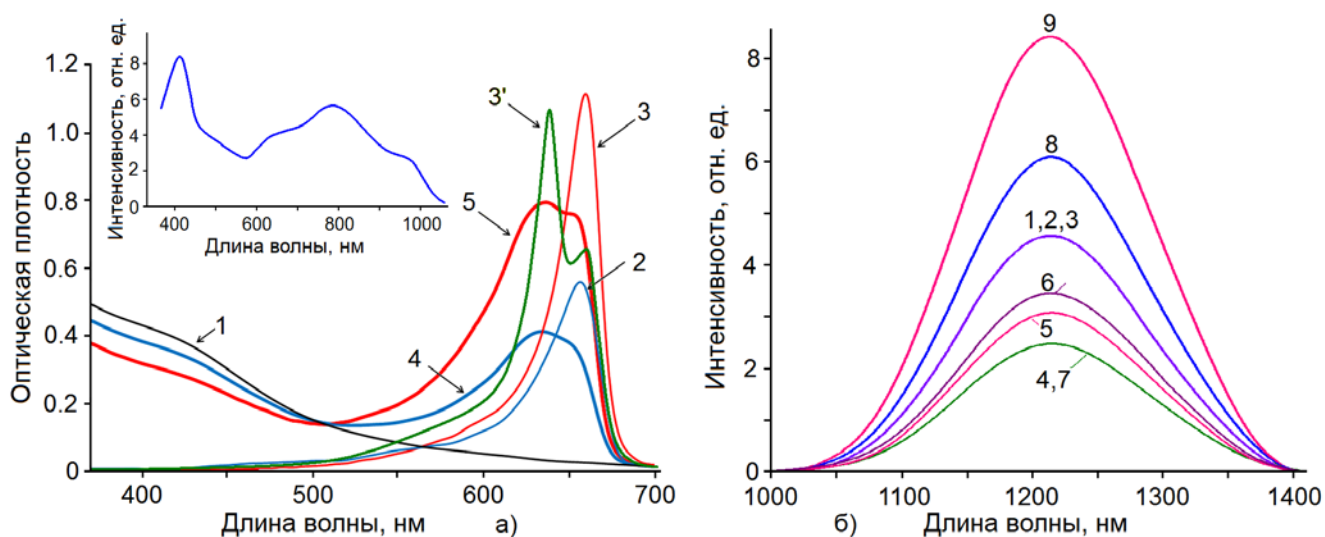 Интенсивность, отн. ед.
8
6
4
2
0
400 600 800 1000
Длина волны, нм
Оптическая плотность
1.2
1.0
0.8
0.6
0.4
0.2
0
3'
3
5
2
1
4
400 500 600 700
Длина волны, нм
а)
Интенсивность, отн. ед.
8
6
4
2
0
9
8
1,2,3
6
5
4,7
1000 1100 1200 1300 1400
б) Длина волны, нм